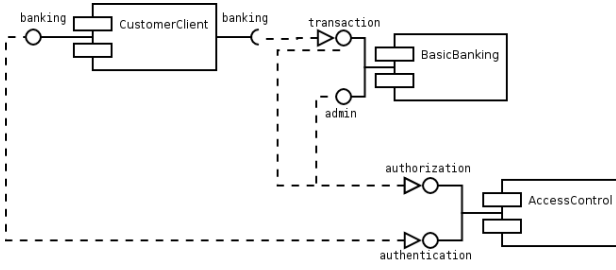 banking
CustomerClient
banking
transaction
BasicBanking
admin
authorization
AccessControl
authentication